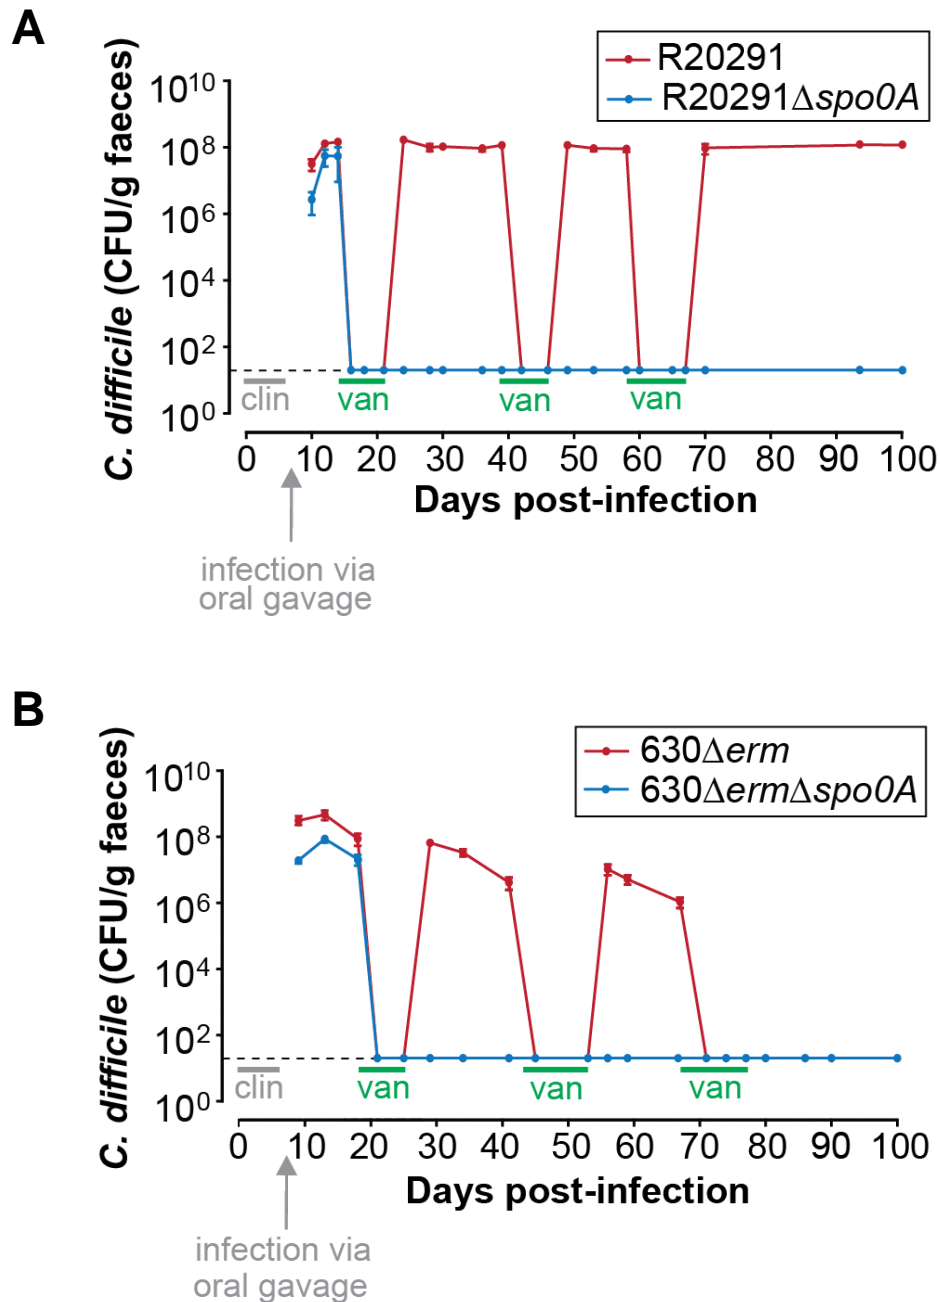 A
R20291
R20291Δspo0A
C. difficile (CFU/g faeces)
10¹⁰
10⁸
10⁶
10⁴
10²
10⁰
clin
van
van
van
0 10 20 30 40 50 60 70 80 90 100
Days post-infection
infection via
oral gavage
B
630Δerm
630ΔermΔspo0A
C. difficile (CFU/g faeces)
10¹⁰
10⁸
10⁶
10⁴
10²
10⁰
clin
van
van
van
0 10 20 30 40 50 60 70 80 90 100
Days post-infection
infection via
oral gavage